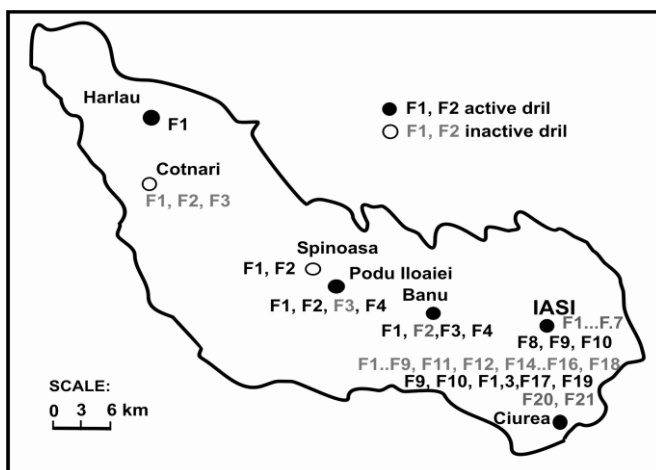 Harlau
F1
F1, F2 active dril
F1, F2 inactive dril
Cotnari
F1, F2, F3
Spinoasa
F1, F2
Podu Iloaiei
F1, F2, F3, F4
Banu
F1, F2,F3, F4
IASI
F1...F.7
F8, F9, F10
F1..F9, F11, F12, F14..F16, F18
F9, F10, F1,3,F17, F19
F20, F21
Ciurea
SCALE:
0 3 6 km